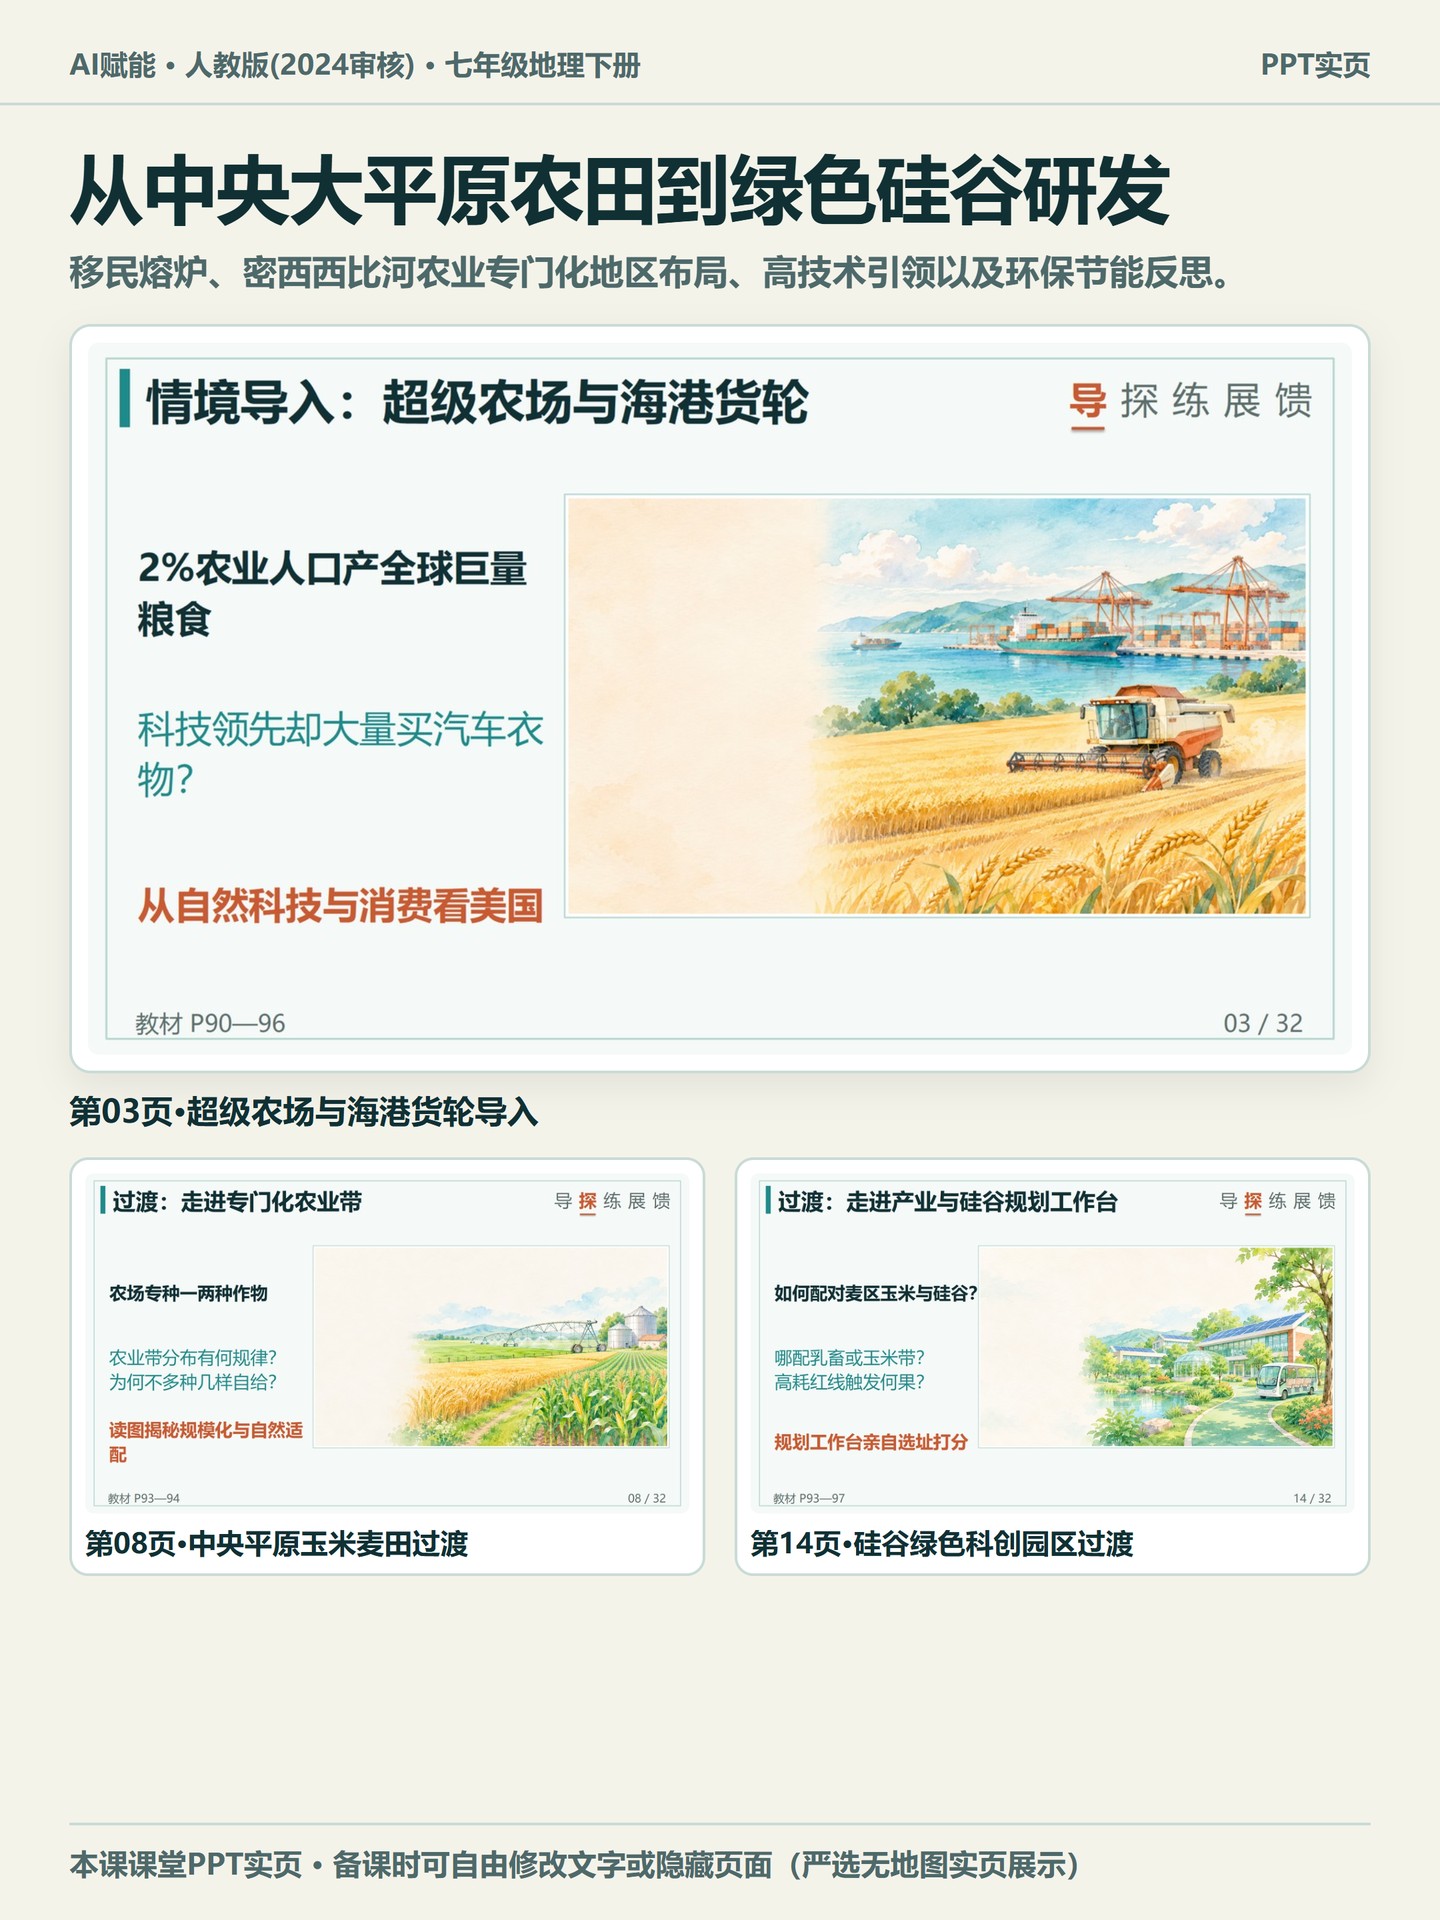 AI赋能 • 人教版(2024审核) • 七年级地理下册
PPT实页
从中央大平原农田到绿色硅谷研发
移民熔炉、密西西比河农业专门化地区布局、高技术引领以及环保节能反思。
情境导入：超级农场与海港货轮
导 探 练 展 馈
2%农业人口产全球巨量
粮食
科技领先却大量买汽车衣
物？
从自然科技与消费看美国
教材 P90—96
03 / 32
第03页•超级农场与海港货轮导入
过渡：走进专门化农业带
导 探 练 展 馈
农场专种一两种作物
农业带分布有何规律？
为何不多种几样自给？
读图揭秘规模化与自然适
配
教材 P93—94
08 / 32
第08页•中央平原玉米麦田过渡
过渡：走进产业与硅谷规划工作台
导 探 练 展 馈
如何配对麦区玉米与硅谷？
哪配乳畜或玉米带？
高耗红线触发何果？
规划工作台亲自选址打分
教材 P93—97
14 / 32
第14页•硅谷绿色科创园区过渡
本课课堂PPT实页 • 备课时可自由修改文字或隐藏页面（严选无地图实页展示）